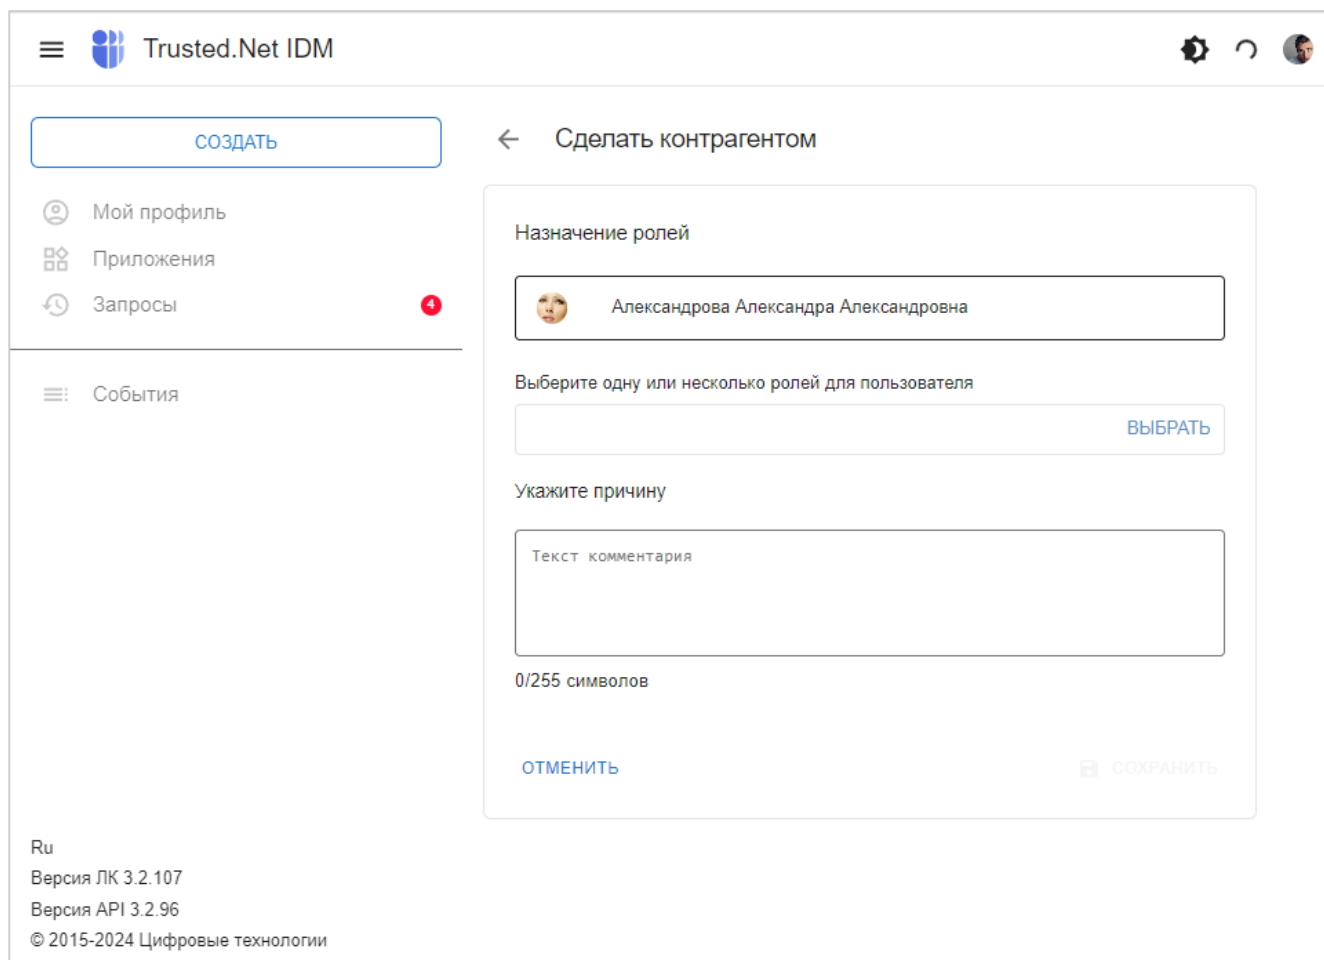 Trusted.Net IDM
СОЗДАТЬ
Мой профиль
Приложения
Запросы
4
События
Сделать контрагентом
Назначение ролей
Александрова Александра Александровна
Выберите одну или несколько ролей для пользователя
ВЫБРАТЬ
Укажите причину
Текст комментария
0/255 символов
ОТМЕНИТЬ
СОХРАНИТЬ
Ru
Версия ЛК 3.2.107
Версия API 3.2.96
© 2015-2024 Цифровые технологии